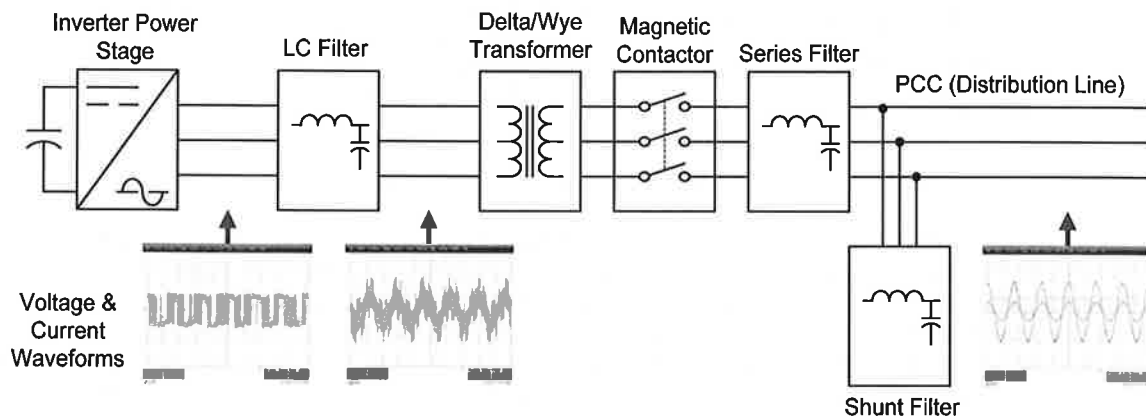 Inverter Power
Stage
LC Filter
Delta/Wye
Transformer
Magnetic
Contactor
Series Filter
PCC (Distribution Line)
Voltage &
Current
Waveforms
Shunt Filter